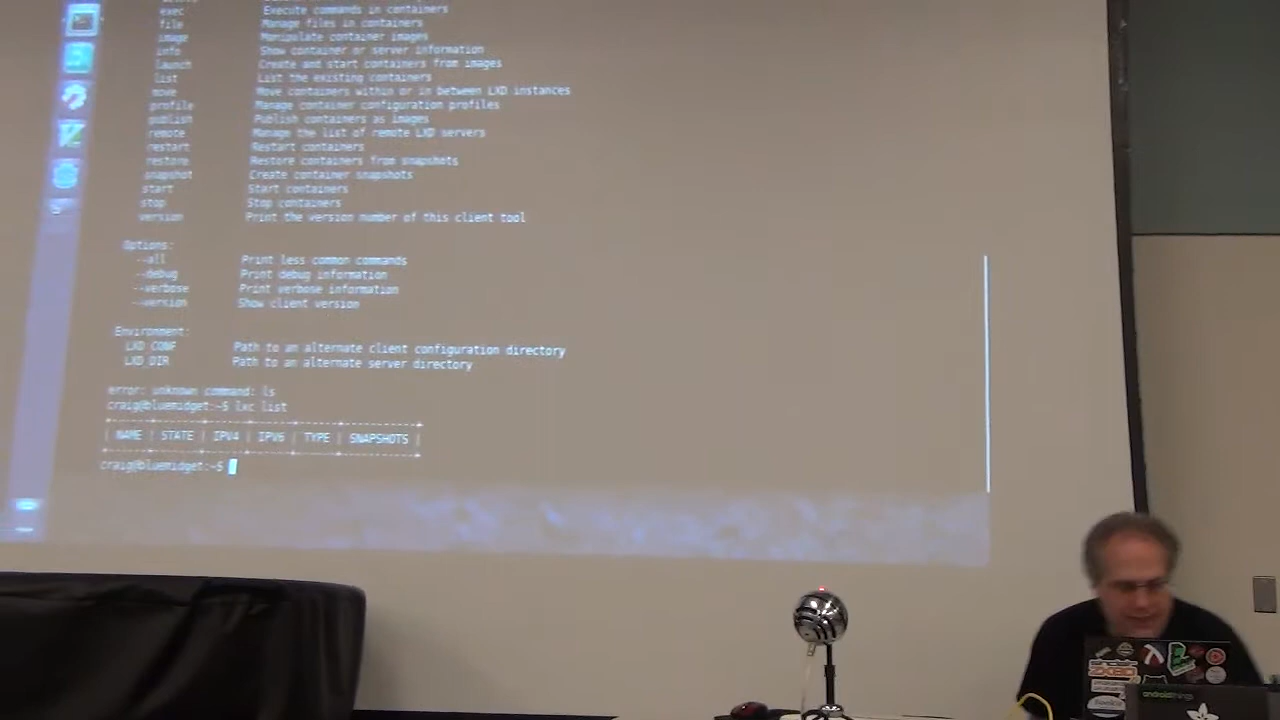 exec Execute commands in containers
file Manage files in containers
image Manipulate container images
info Show container or server information
launch Create and start containers from images
list List the existing containers
move Move containers within or in between LXD instances
profile Manage container configuration profiles
publish Publish containers as images
remote Manage the list of remote LXD servers
restart Restart containers
restore Restore containers from snapshots
snapshot Create container snapshots
start Start containers
stop Stop containers
version Print the version number of this client tool
Options:
--all Print less common commands
--debug Print debug information
--verbose Print verbose information
--version Show client version
Environment:
LXD_CONF Path to an alternate client configuration directory
LXD_DIR Path to an alternate server directory
error: unknown command: ls
craig@bluemidget:~$ lxc list
| NAME | STATE | IPV4 | IPV6 | TYPE | SNAPSHOTS |
craig@bluemidget:~$
sinclair
ZX80
androidthings